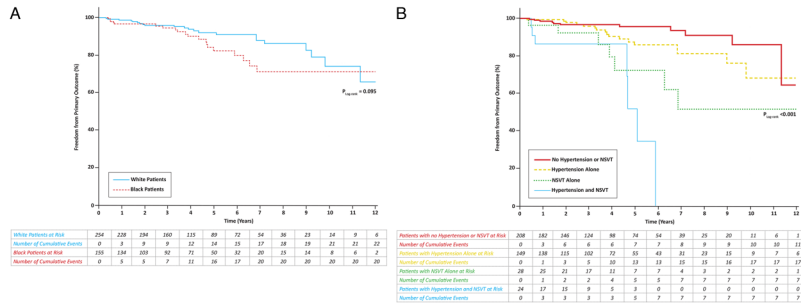 A
Freedom from Primary Outcome (%)
100
80
60
40
20
0
P Log-rank = 0.095
White Patients
Black Patients
0 1 2 3 4 5 6 7 8 9 10 11 12
Time (Years)
White Patients at Risk 254 228 194 160 115 89 72 54 36 23 14 9 6
Number of Cumulative Events 0 3 9 9 12 14 15 17 18 19 21 21 22
Black Patients at Risk 155 134 103 92 71 50 32 20 15 14 8 6 2
Number of Cumulative Events 0 5 5 7 11 16 17 20 20 20 20 20 20
B
Freedom from Primary Outcome (%)
100
80
60
40
20
0
P Log-rank <0.001
No Hypertension or NSVT
Hypertension Alone
NSVT Alone
Hypertension and NSVT
0 1 2 3 4 5 6 7 8 9 10 11 12
Time (Years)
Patients with no Hypertension or NSVT at Risk 208 182 146 124 98 74 54 39 25 20 11 6 1
Number of Cumulative Events 0 3 6 6 6 7 7 8 9 9 10 10 11
Patients with Hypertension Alone at Risk 149 138 115 102 72 55 43 31 23 15 9 7 6
Number of Cumulative Events 0 1 3 5 10 13 13 15 15 16 17 17 17
Patients with NSVT Alone at Risk 28 25 21 17 11 7 7 4 3 2 2 2 1
Number of Cumulative Events 0 1 2 2 4 5 5 7 7 7 7 7 7
Patients with Hypertension and NSVT at Risk 24 17 15 9 5 3 0 0 0 0 0 0 0
Number of Cumulative Events 0 3 3 3 3 5 7 7 7 7 7 7 7